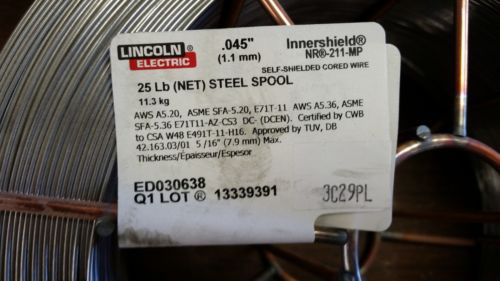 LINCOLN ELECTRIC .045" (1.1 mm) Innershield® NR®-211-MP
SELF-SHIELDED CORED WIRE
25 Lb (NET) STEEL SPOOL
11.3 kg
AWS A5.20, ASME SFA-5.20, E71T-11 AWS A5.36, ASME
SFA-5.36 E71T11-AZ-CS3 DC- (DCEN). Certified by CWB
to CSA W48 E491T-11-H16. Approved by TUV, DB
42.163.03/01 5 /16" (7.9 mm) Max.
Thickness/Épaisseur/Espesor
ED030638
Q1 LOT ® 13339391
3C29PL